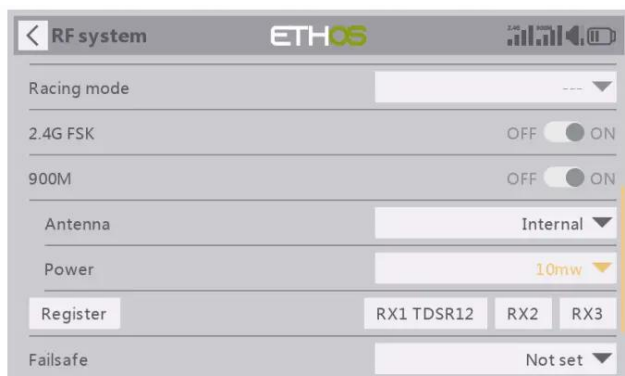 RF system ETHOS
Racing mode ---
2.4G FSK OFF ON
900M OFF ON
Antenna Internal
Power 10mw
Register RX1 TDSR12 RX2 RX3
Failsafe Not set